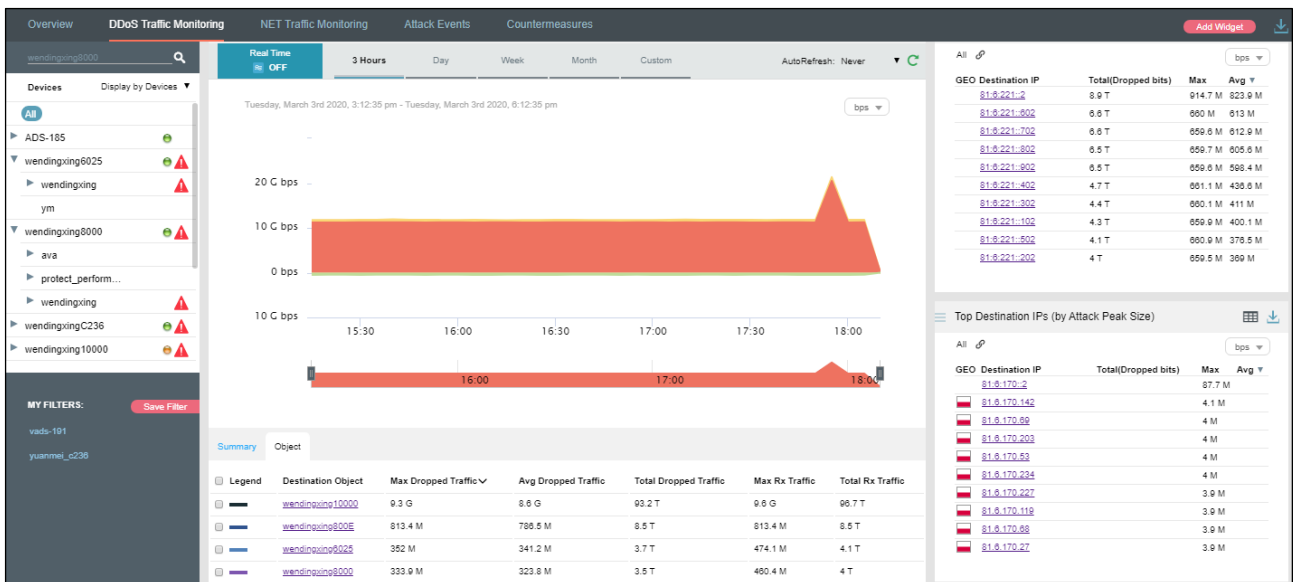 Overview DDoS Traffic Monitoring NET Traffic Monitoring Attack Events Countermeasures Add Widget
wendingxing8000
Devices Display by Devices
All
ADS-185
wendingxing6025
wendingxing
ym
wendingxing8000
ava
protect_perform...
wendingxing
wendingxingC236
wendingxing10000
MY FILTERS: Save Filter
vads-191
yuanmei_c236
Real Time
OFF
3 Hours Day Week Month Custom AutoRefresh: Never
Tuesday, March 3rd 2020, 3:12:35 pm - Tuesday, March 3rd 2020, 6:12:35 pm bps
20 G bps
10 G bps
0 bps
10 G bps
15:30 16:00 16:30 17:00 17:30 18:00
16:00 17:00 18:00
Summary Object
Legend Destination Object Max Dropped Traffic Avg Dropped Traffic Total Dropped Traffic Max Rx Traffic Total Rx Traffic
wendingxing10000 9.3 G 8.6 G 93.2 T 9.6 G 96.7 T
wendingxing800E 813.4 M 786.5 M 8.5 T 813.4 M 8.5 T
wendingxing6025 352 M 341.2 M 3.7 T 474.1 M 4.1 T
wendingxing8000 333.9 M 323.8 M 3.5 T 460.4 M 4 T
All bps
GEO Destination IP Total(Dropped bits) Max Avg
81:6:221::2 8.9 T 914.7 M 823.9 M
81:6:221::602 6.6 T 660 M 613 M
81:6:221::702 6.6 T 659.6 M 612.9 M
81:6:221::802 6.5 T 659.7 M 605.6 M
81:6:221::902 6.5 T 659.6 M 598.4 M
81:6:221::402 4.7 T 661.1 M 436.6 M
81:6:221::302 4.4 T 660.1 M 411 M
81:6:221::102 4.3 T 659.9 M 400.1 M
81:6:221::502 4.1 T 660.9 M 376.5 M
81:6:221::202 4 T 659.5 M 369 M
Top Destination IPs (by Attack Peak Size)
All bps
GEO Destination IP Total(Dropped bits) Max Avg
81:6:170::2 87.7 M
81.6.170.142 4.1 M
81.6.170.69 4 M
81.6.170.203 4 M
81.6.170.53 4 M
81.6.170.234 4 M
81.6.170.227 3.9 M
81.6.170.119 3.9 M
81.6.170.68 3.9 M
81.6.170.27 3.9 M